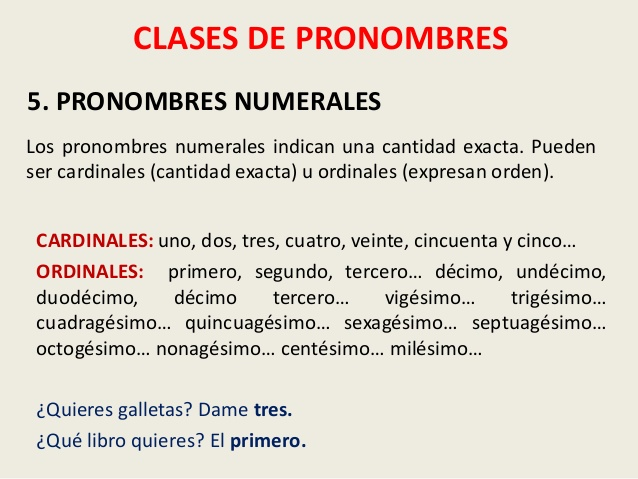 CLASES DE PRONOMBRES
5. PRONOMBRES NUMERALES
Los pronombres numerales indican una cantidad exacta. Pueden
ser cardinales (cantidad exacta) u ordinales (expresan orden).
CARDINALES: uno, dos, tres, cuatro, veinte, cincuenta y cinco…
ORDINALES: primero, segundo, tercero… décimo, undécimo,
duodécimo, décimo tercero… vigésimo… trigésimo…
cuadragésimo… quincuagésimo… sexagésimo… septuagésimo…
octogésimo… nonagésimo… centésimo… milésimo…
¿Quieres galletas? Dame tres.
¿Qué libro quieres? El primero.